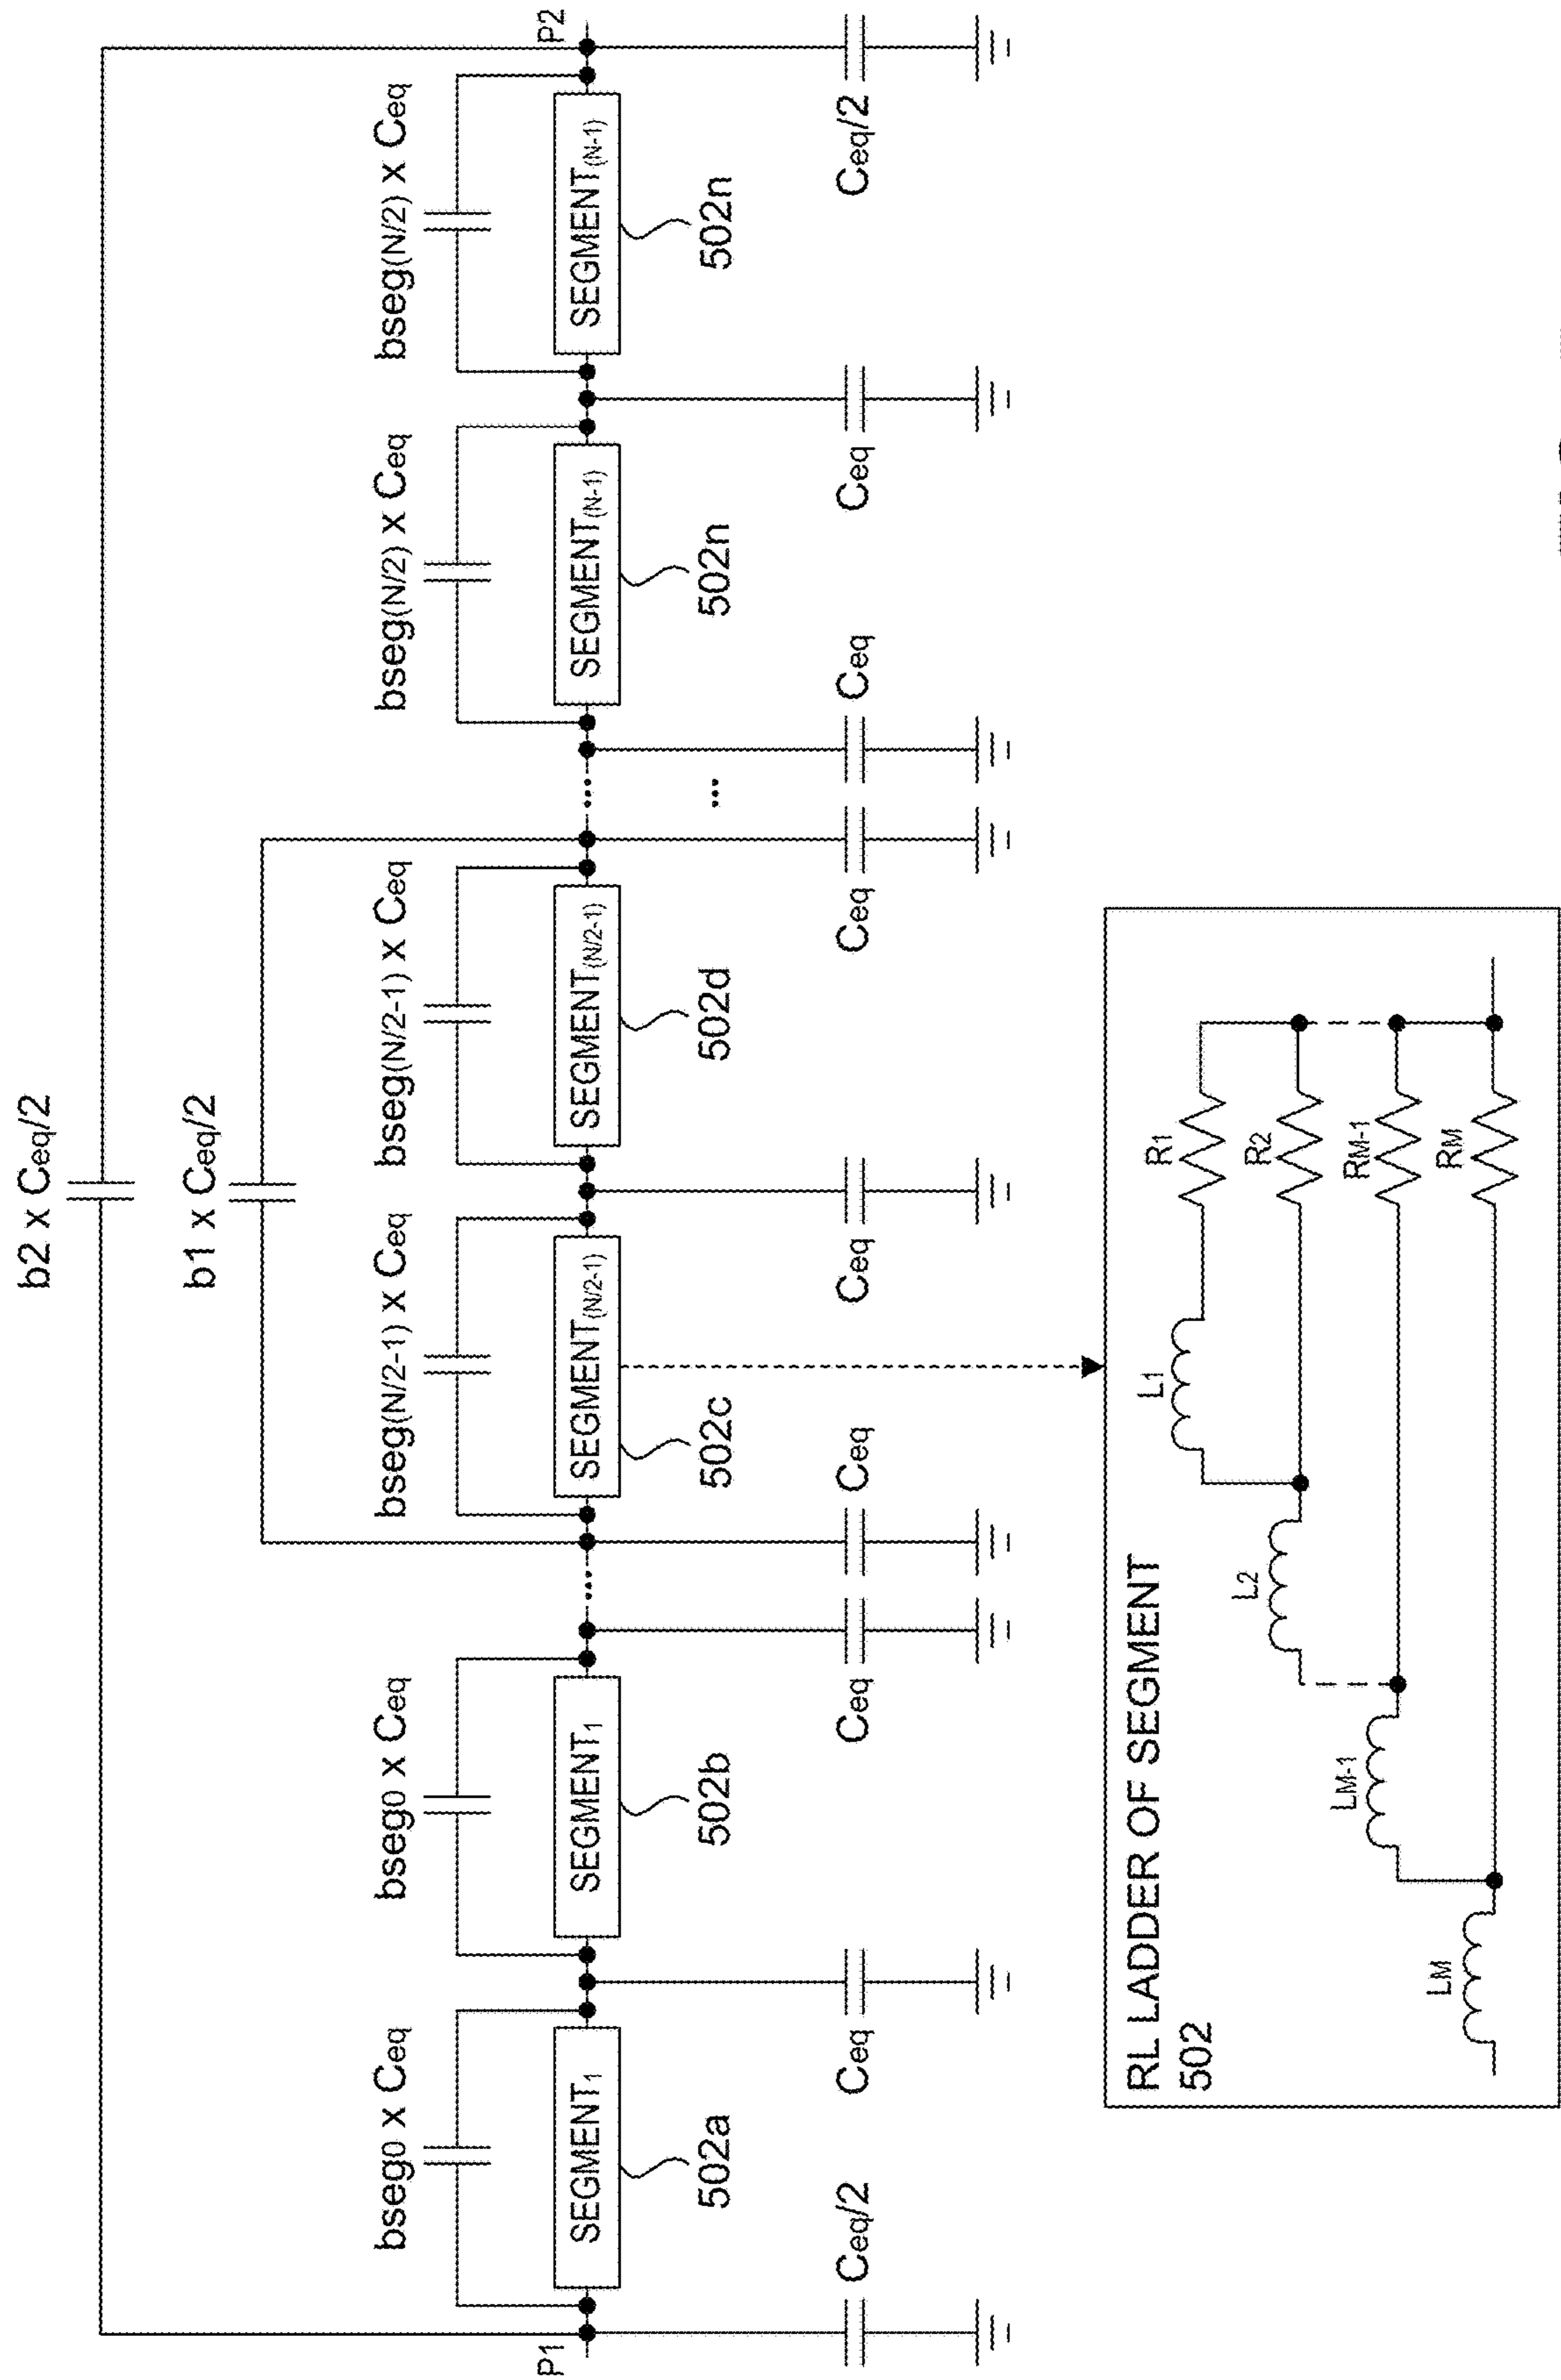 b2 x Ceq/2
b1 x Ceq/2
bseg0 x Ceq
bseg0 x Ceq
bseg(N/2-1) x Ceq
bseg(N/2-1) x Ceq
bseg(N/2) x Ceq
bseg(N/2) x Ceq
P1
SEGMENT1
SEGMENT1
...
SEGMENT(N/2-1)
SEGMENT(N/2-1)
...
SEGMENT(N-1)
SEGMENT(N-1)
P2
502a
502b
502c
502d
...
502n
502n
Ceq/2
Ceq
Ceq
Ceq
Ceq
Ceq
Ceq
Ceq
Ceq/2
RL LADDER OF SEGMENT
502
L1
R1
L2
R2
LM-1
RM-1
LM
RM